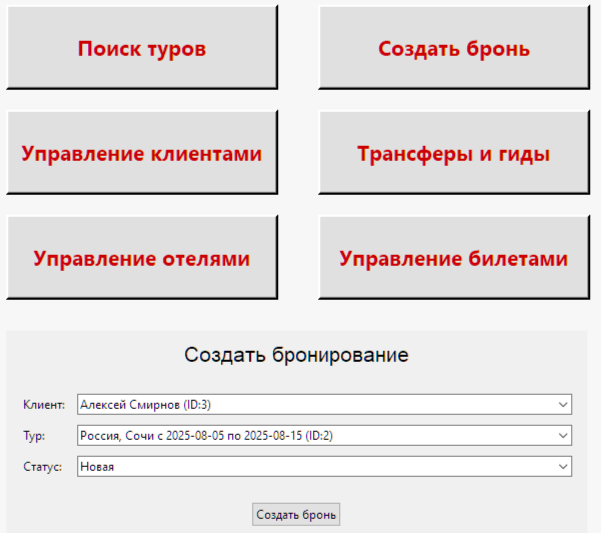 Поиск туров
Создать бронь
Управление клиентами
Трансферы и гиды
Управление отелями
Управление билетами
Создать бронирование
Клиент: Алексей Смирнов (ID:3)
Тур: Россия, Сочи с 2025-08-05 по 2025-08-15 (ID:2)
Статус: Новая
Создать бронь